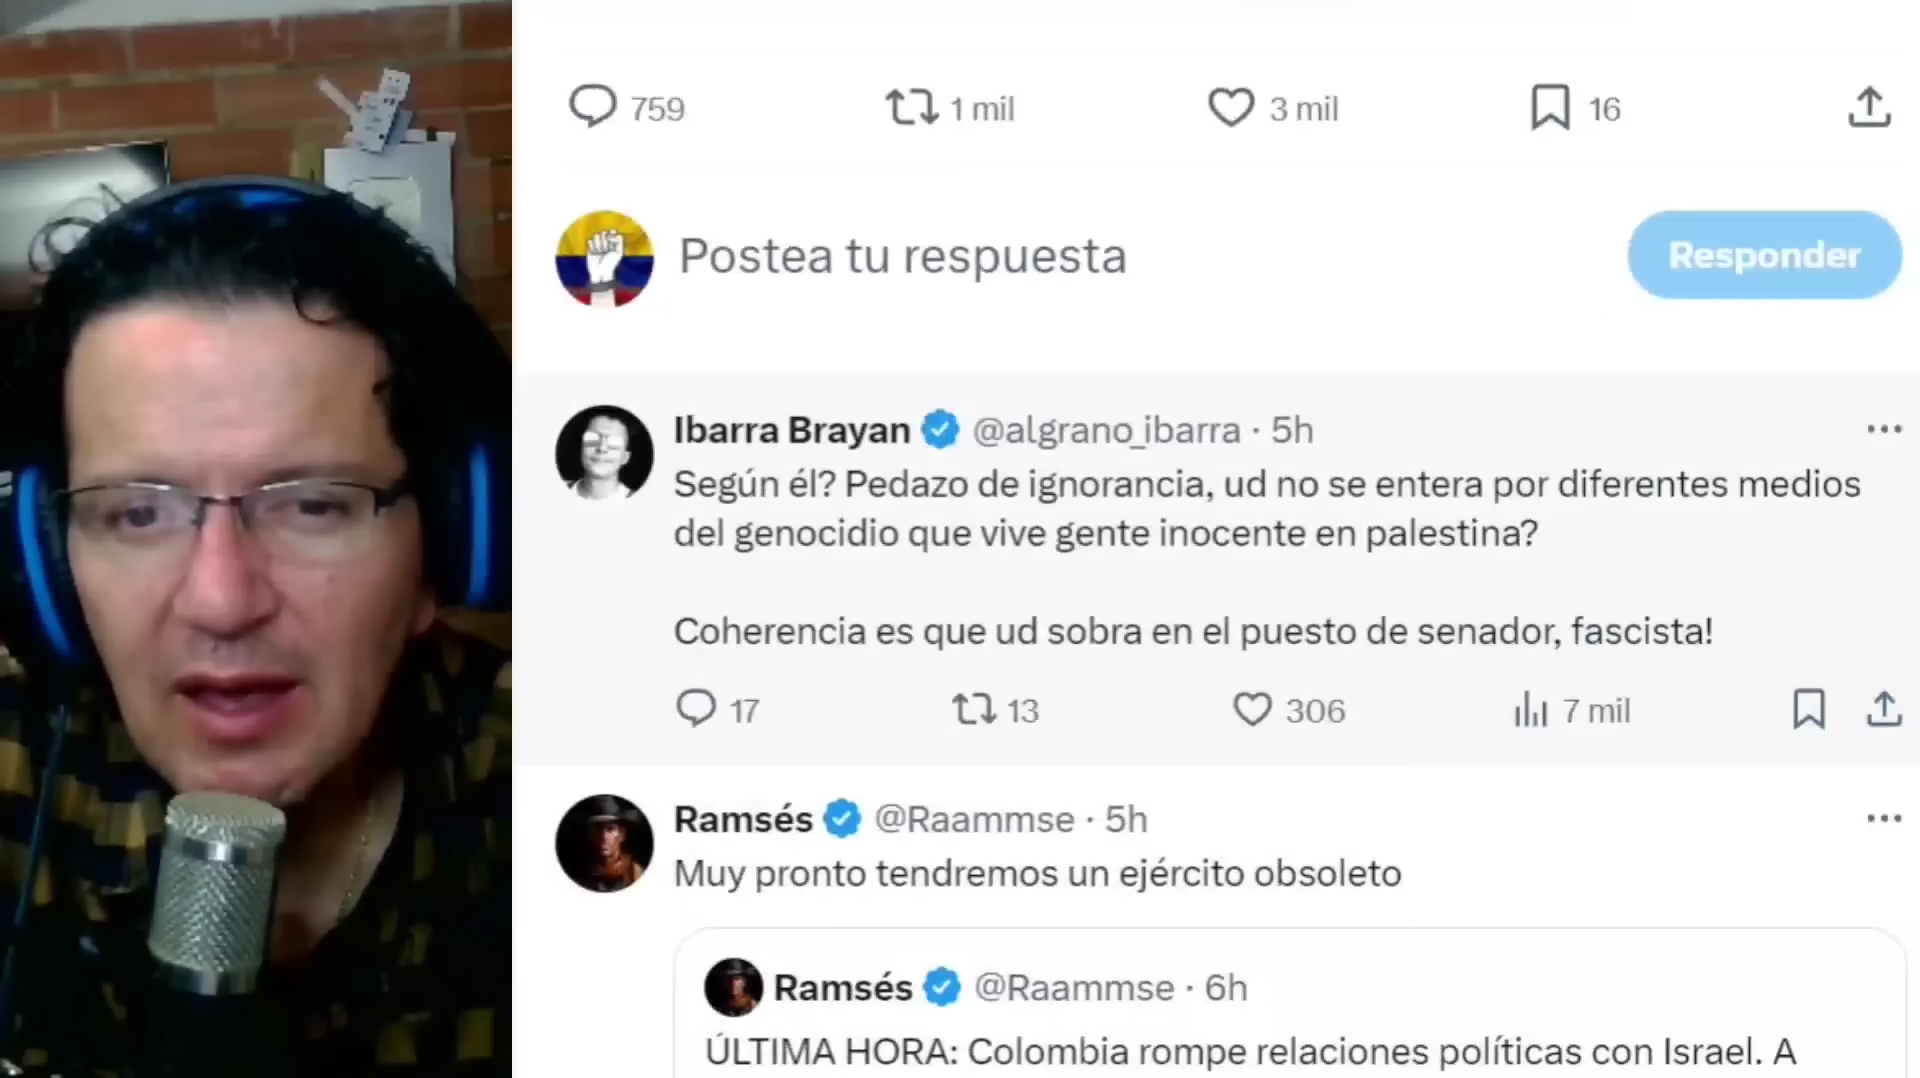 759 1 mil 3 mil 16
Postea tu respuesta
Responder
Ibarra Brayan @algrano_ibarra · 5h
Según él? Pedazo de ignorancia, ud no se entera por diferentes medios
del genocidio que vive gente inocente en palestina?
Coherencia es que ud sobra en el puesto de senador, fascista!
17 13 306 7 mil
Ramsés @Raammse · 5h
Muy pronto tendremos un ejército obsoleto
Ramsés @Raammse · 6h
ÚLTIMA HORA: Colombia rompe relaciones políticas con Israel. A